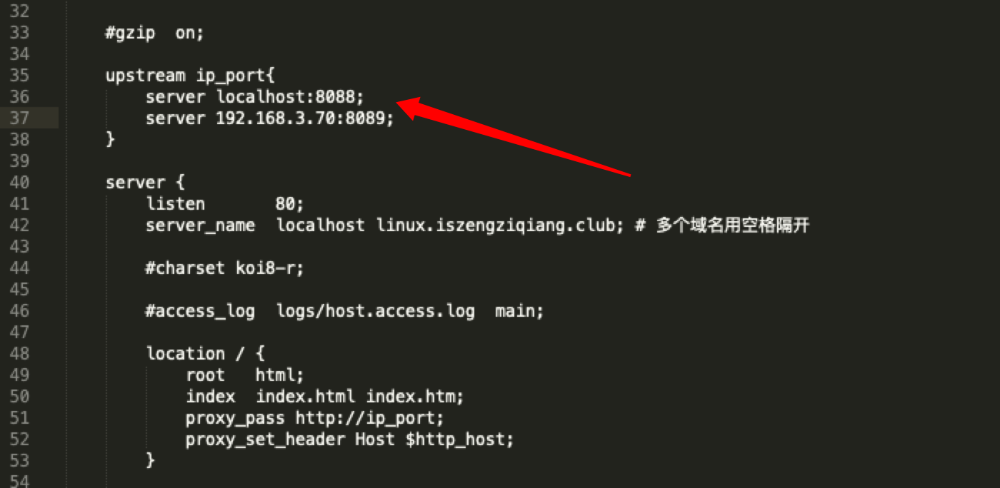 32
33 #gzip  on;
34
35 upstream ip_port{
36 server localhost:8088;
37 server 192.168.3.70:8089;
38 }
39
40 server {
41 listen       80;
42 server_name  localhost linux.iszengziqiang.club; # 多个域名用空格隔开
43
44 #charset koi8-r;
45
46 #access_log  logs/host.access.log  main;
47
48 location / {
49 root   html;
50 index  index.html index.htm;
51 proxy_pass http://ip_port;
52 proxy_set_header Host $http_host;
53 }
54